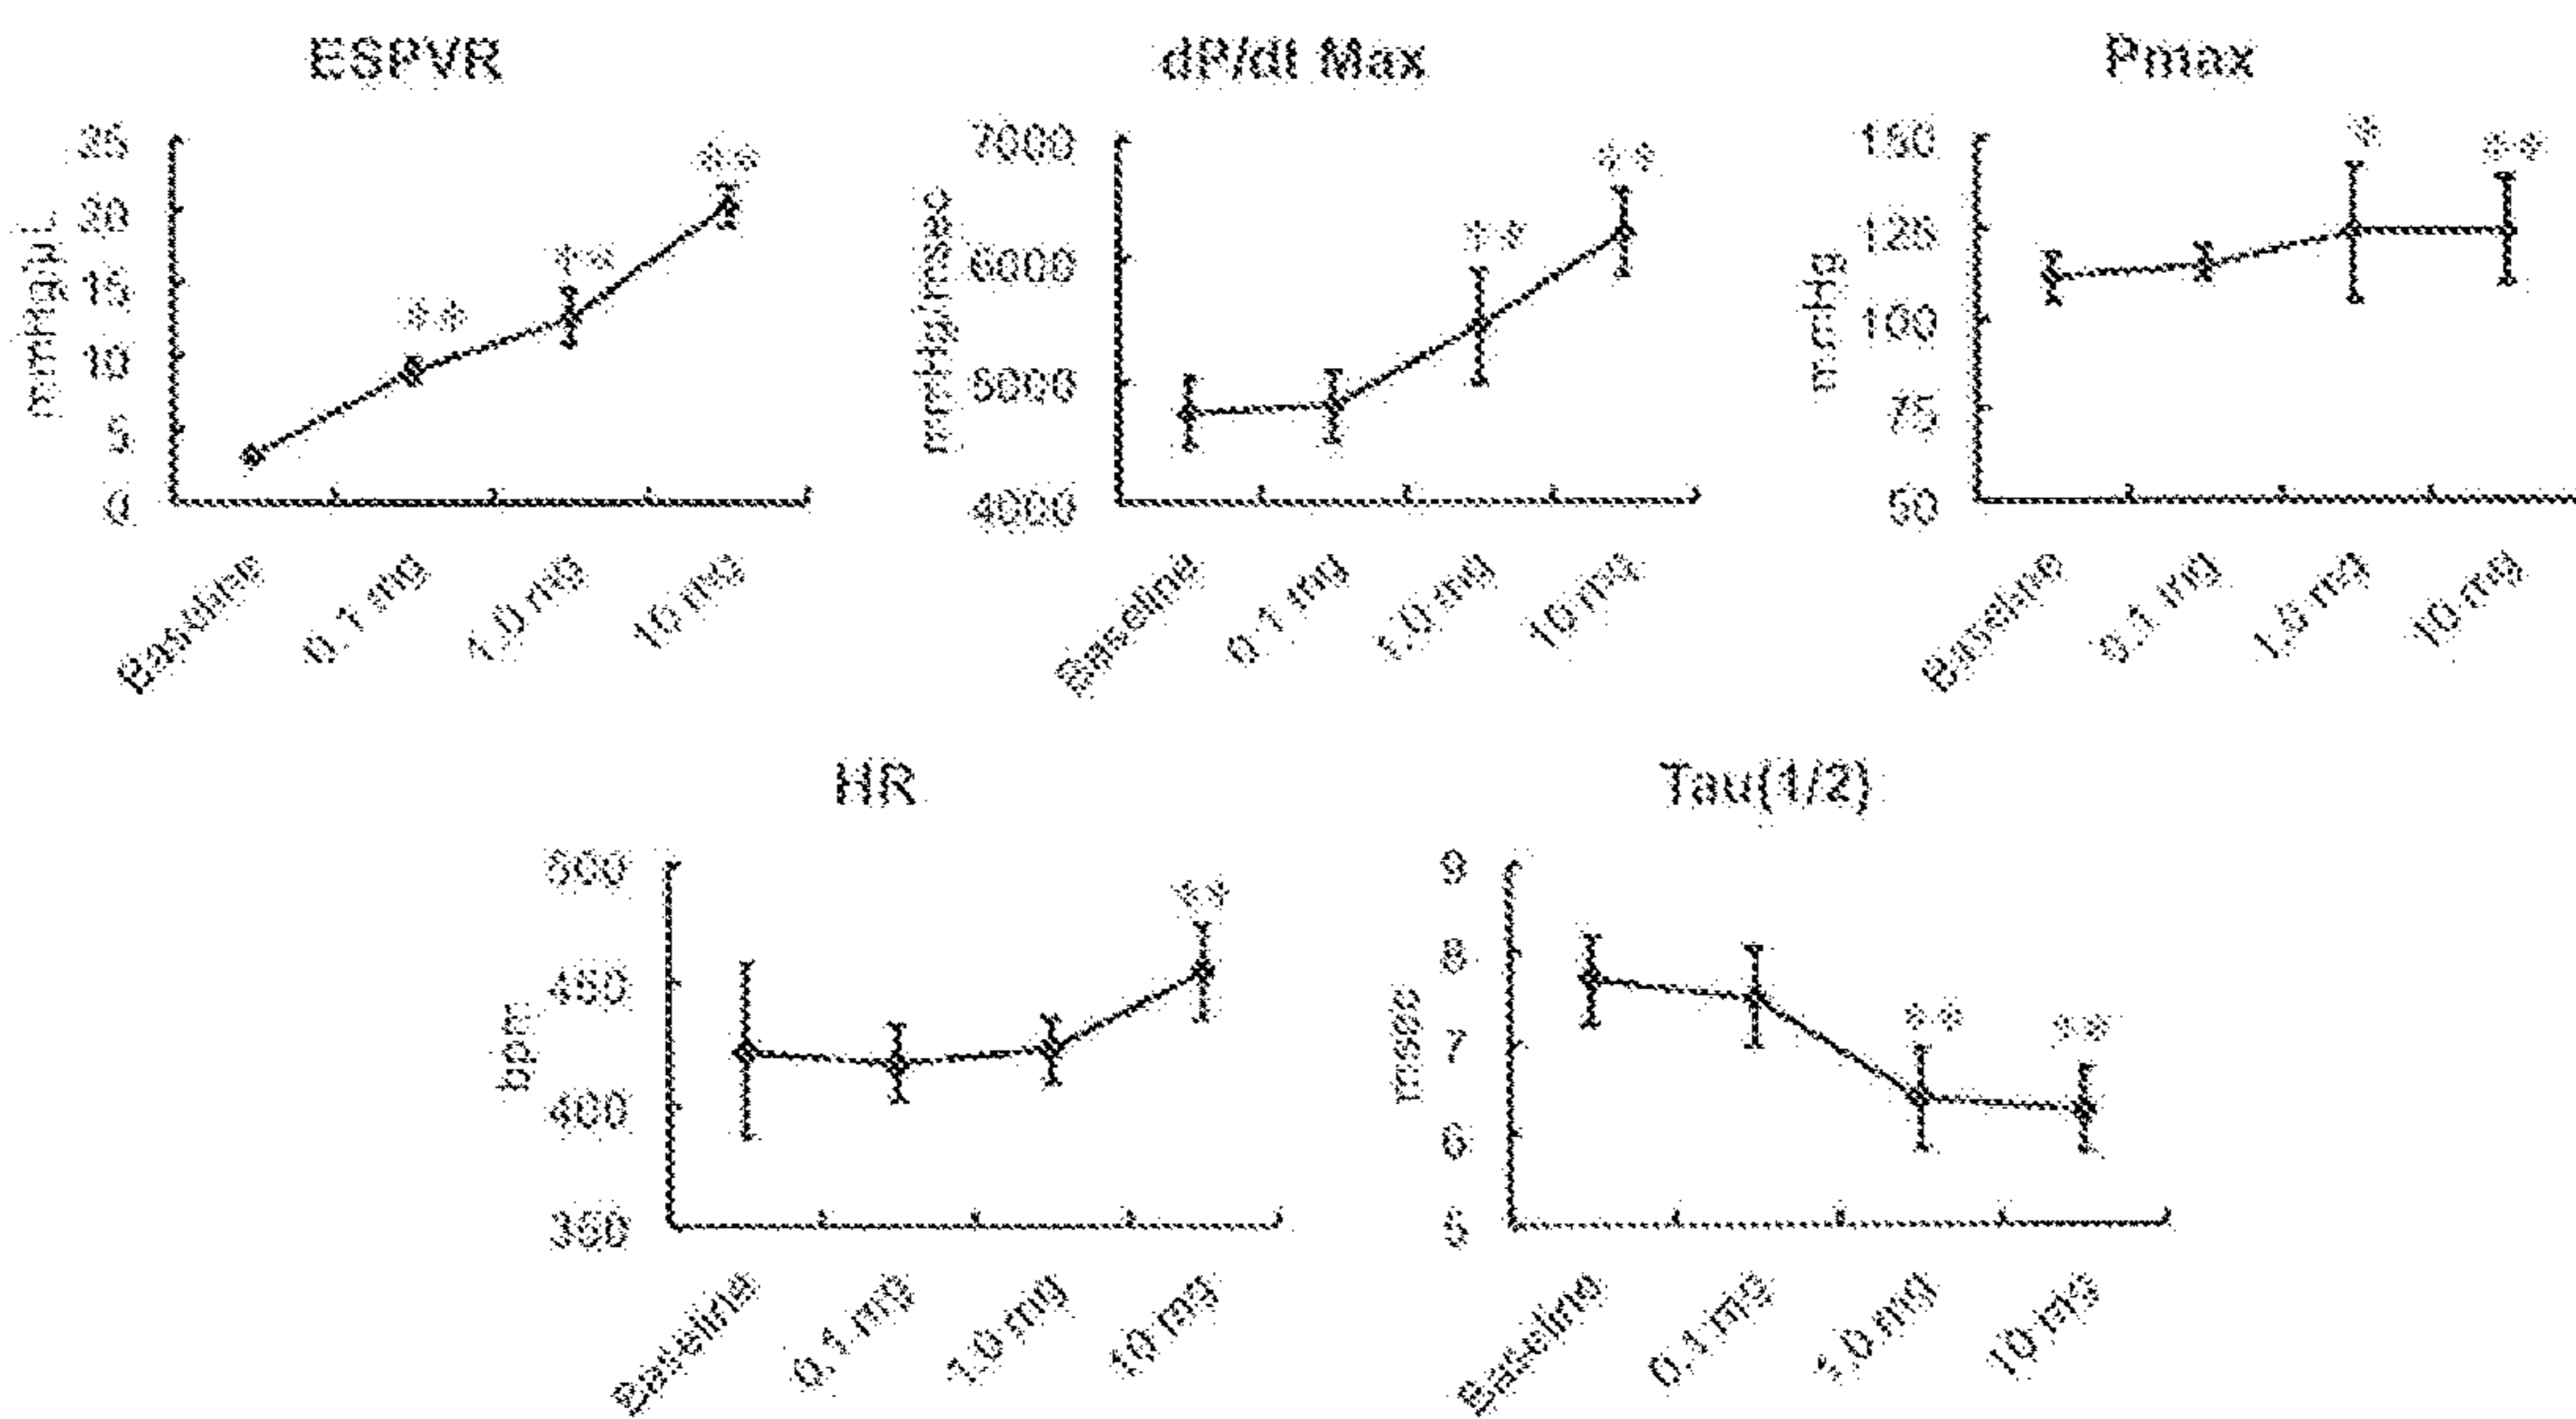 ESPVR
mmHg/µL
25
20
15
10
5
0
**
**
**
Baseline
0.1 mg
1.0 mg
10 mg
dP/dt Max
mmHg/msec
7000
6000
5000
4000
**
**
Baseline
0.1 mg
1.0 mg
10 mg
Pmax
mmHg
150
125
100
75
50
*
**
Baseline
0.1 mg
1.0 mg
10 mg
HR
bpm
500
450
400
350
**
Baseline
0.1 mg
1.0 mg
10 mg
Tau(1/2)
msec
9
8
7
6
5
**
**
Baseline
0.1 mg
1.0 mg
10 mg